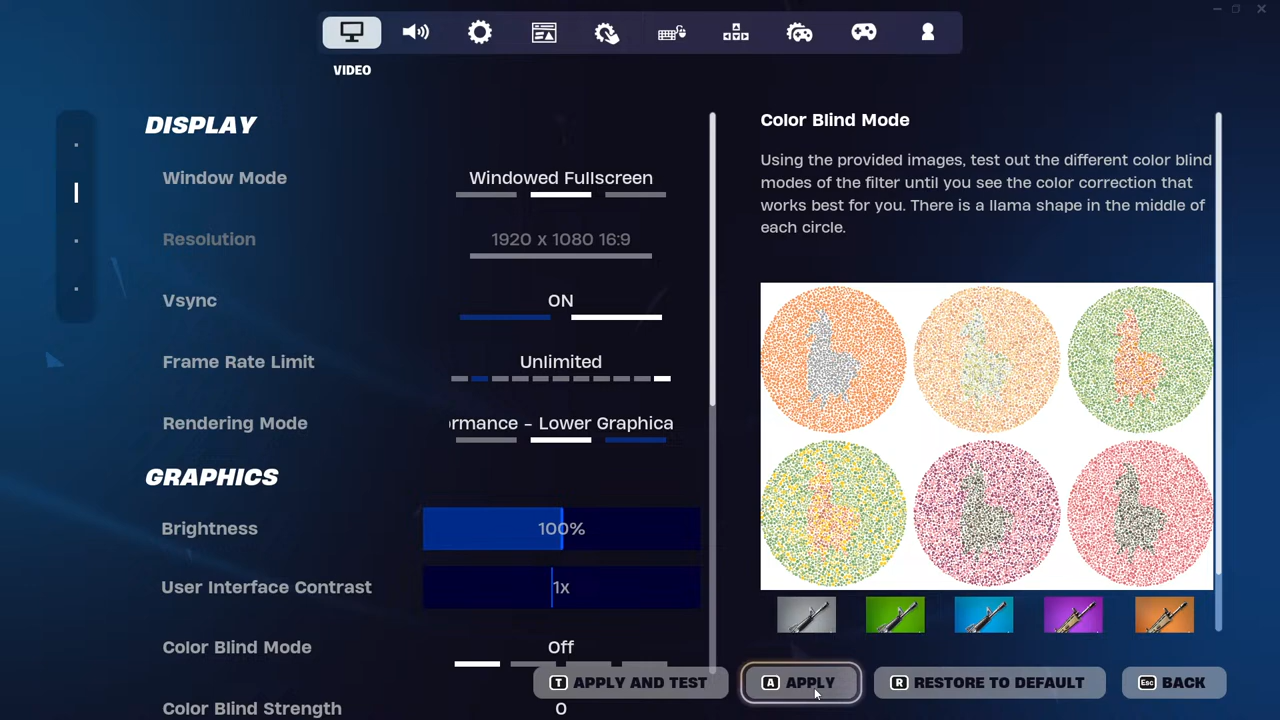 VIDEO
DISPLAY
Window Mode
Windowed Fullscreen
Resolution
1920 x 1080 16:9
Vsync
ON
Frame Rate Limit
Unlimited
Rendering Mode
rmance - Lower Graphica
GRAPHICS
Brightness
100%
User Interface Contrast
1x
Color Blind Mode
Off
Color Blind Strength
0
Color Blind Mode
Using the provided images, test out the different color blind
modes of the filter until you see the color correction that
works best for you. There is a llama shape in the middle of
each circle.
T APPLY AND TEST
A APPLY
R RESTORE TO DEFAULT
Esc BACK